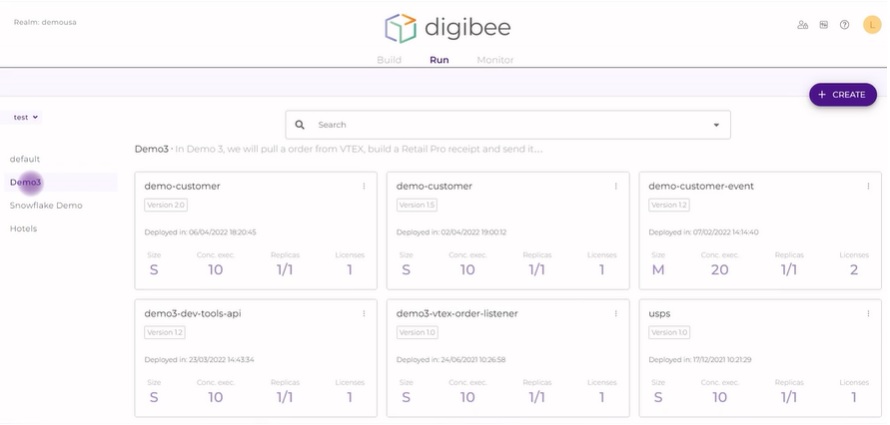 Realm: demousa
digibee
L
Build Run Monitor
+ CREATE
test
Search
default
Demo3
Snowflake Demo
Hotels
Demo3 • In Demo 3, we will pull a order from VTEX, build a Retail Pro receipt and send it,...
demo-customer
Version 2.0
Deployed in: 06/04/2022 18:20:45
Size Conc. exec. Replicas Licenses
S 10 1/1 1
demo-customer
Version 1.5
Deployed in: 02/04/2022 19:00:12
Size Conc. exec. Replicas Licenses
S 10 1/1 1
demo-customer-event
Version 1.2
Deployed in: 07/02/2022 14:14:40
Size Conc. exec. Replicas Licenses
M 20 1/1 2
demo3-dev-tools-api
Version 1.2
Deployed in: 23/03/2022 14:43:34
Size Conc. exec. Replicas Licenses
S 10 1/1 1
demo3-vtex-order-listener
Version 1.0
Deployed in: 24/06/2021 10:26:58
Size Conc. exec. Replicas Licenses
S 10 1/1 1
usps
Version 1.0
Deployed in: 17/12/2021 10:21:29
Size Conc. exec. Replicas Licenses
S 10 1/1 1